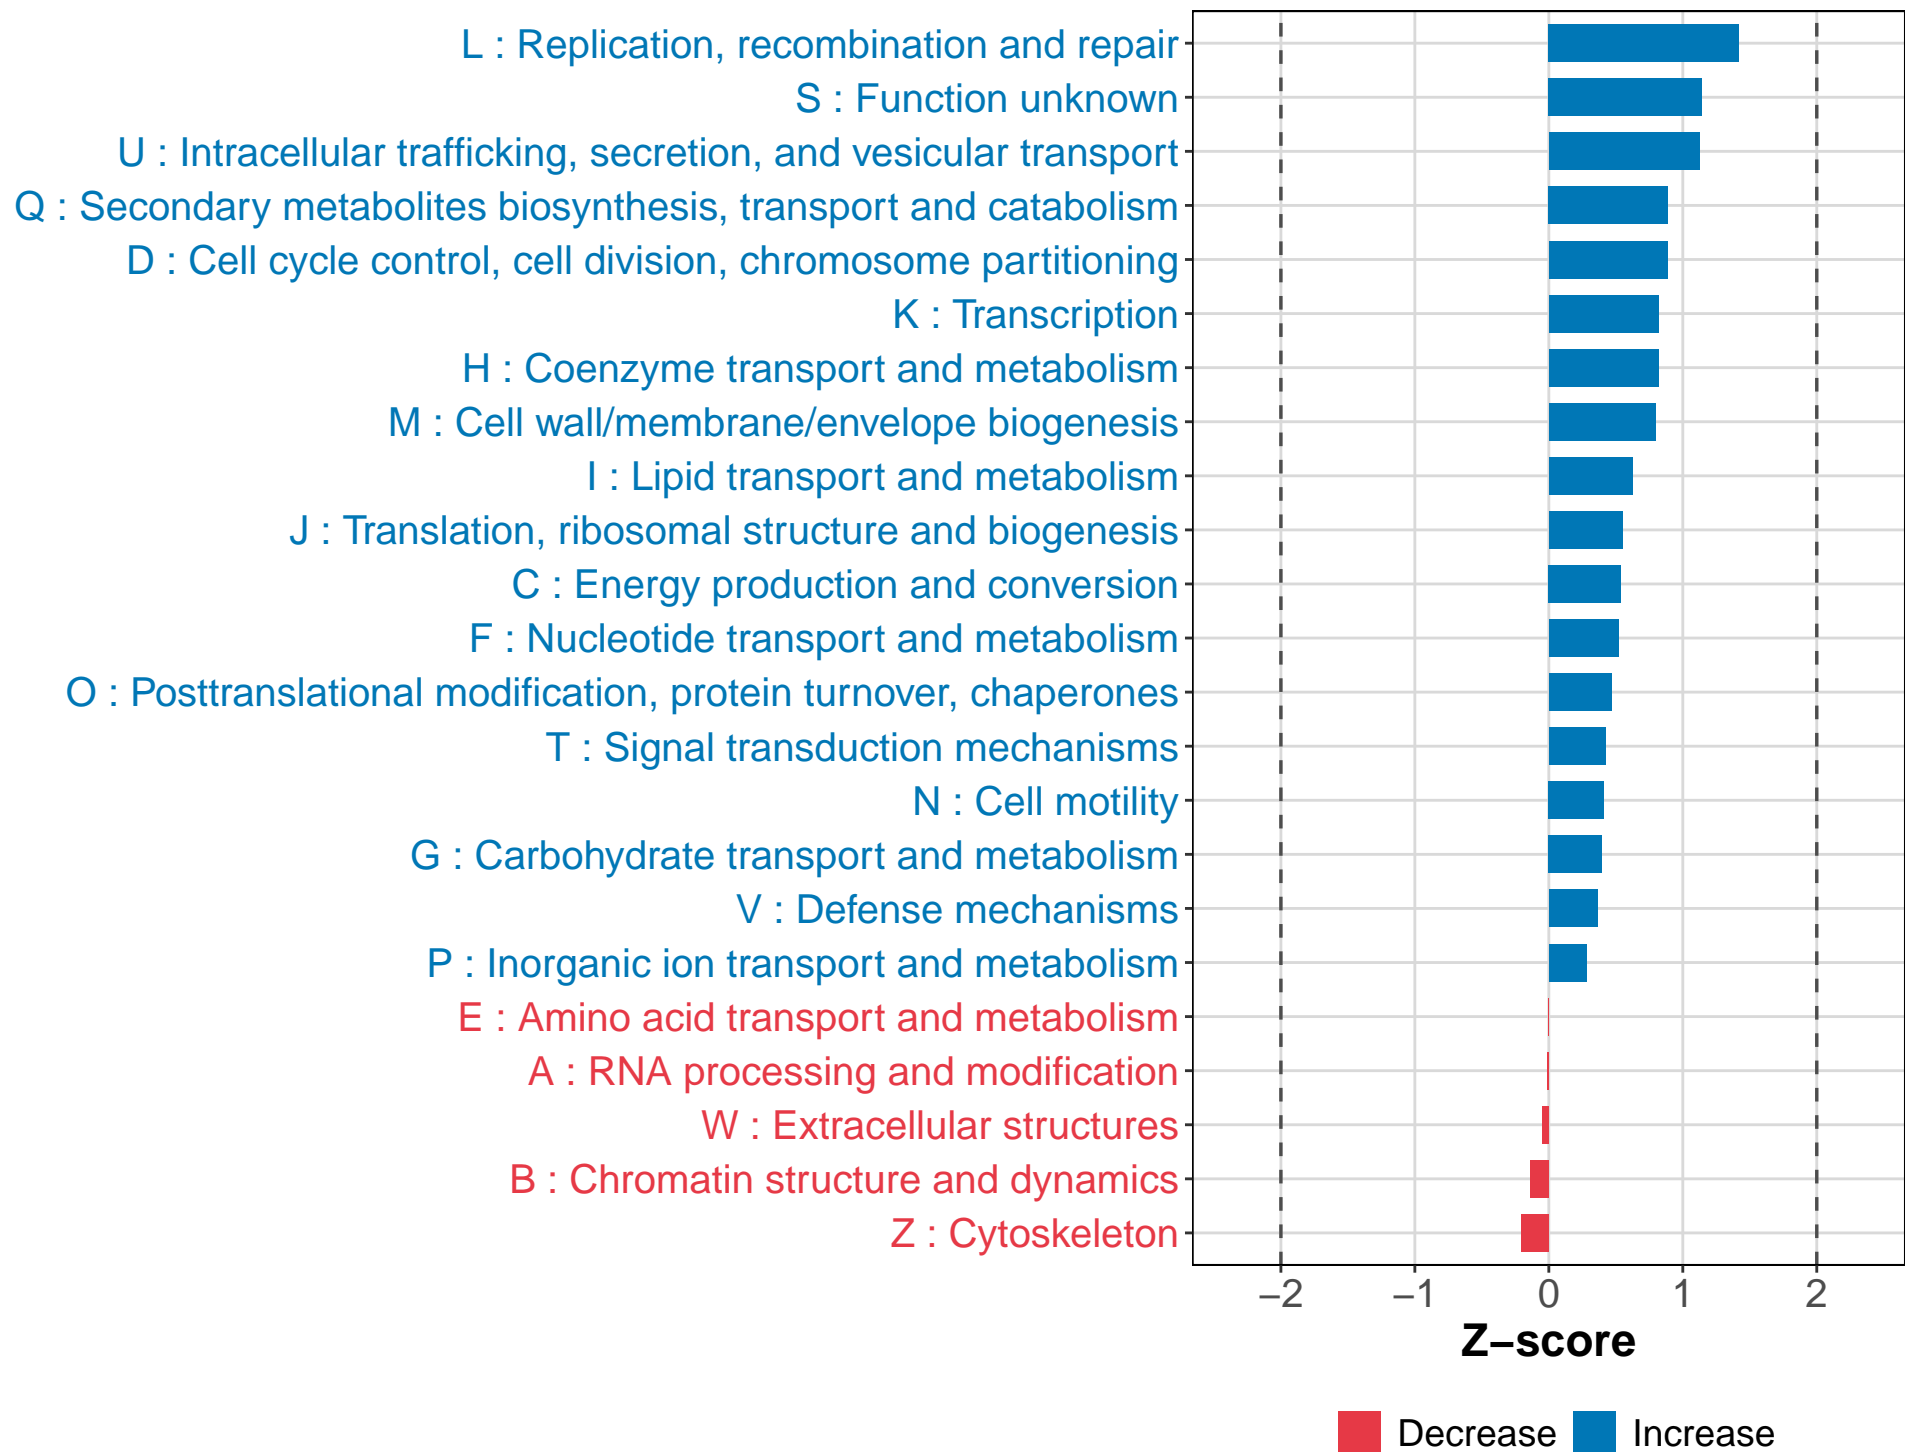 L : Replication, recombination and repair
S : Function unknown
U : Intracellular trafficking, secretion, and vesicular transport
Q : Secondary metabolites biosynthesis, transport and catabolism
D : Cell cycle control, cell division, chromosome partitioning
K : Transcription
H : Coenzyme transport and metabolism
M : Cell wall/membrane/envelope biogenesis
I : Lipid transport and metabolism
J : Translation, ribosomal structure and biogenesis
C : Energy production and conversion
F : Nucleotide transport and metabolism
O : Posttranslational modification, protein turnover, chaperones
T : Signal transduction mechanisms
N : Cell motility
G : Carbohydrate transport and metabolism
V : Defense mechanisms
P : Inorganic ion transport and metabolism
E : Amino acid transport and metabolism
A : RNA processing and modification
W : Extracellular structures
B : Chromatin structure and dynamics
Z : Cytoskeleton
−2 −1 0 1 2
Z−score
Decrease Increase